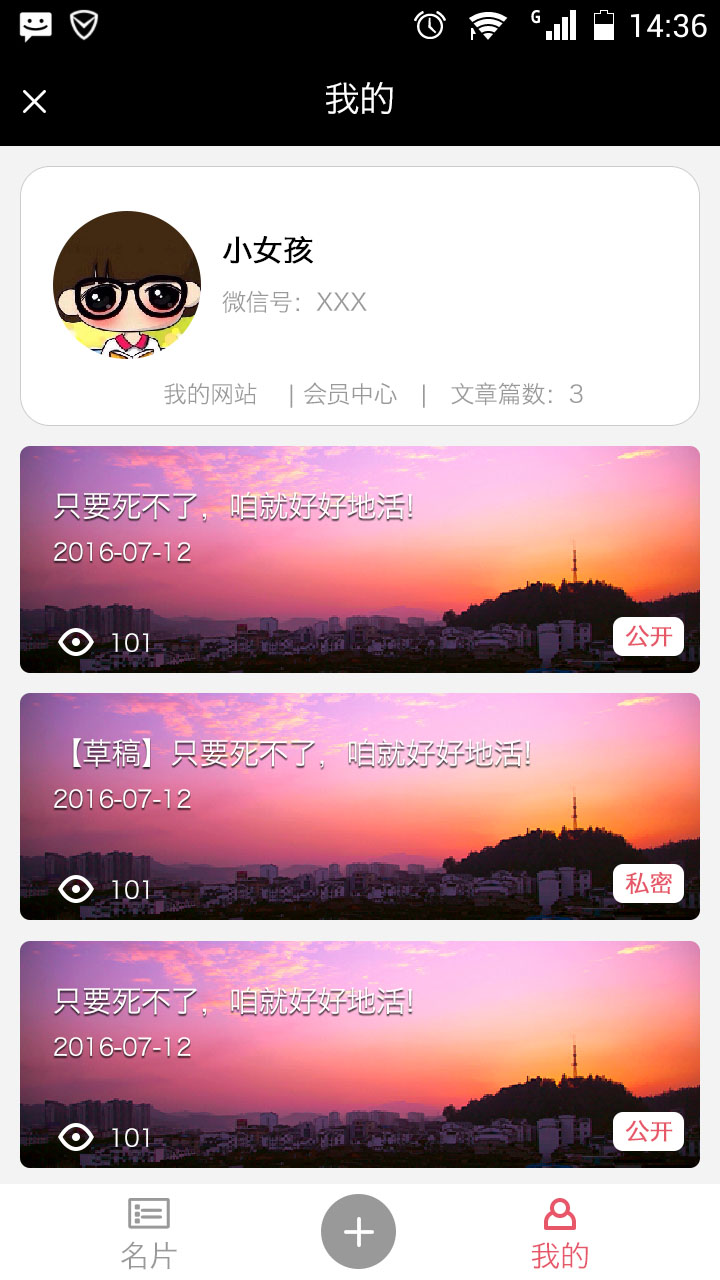 G 14:36
我的
小女孩
微信号：XXX
我的网站 | 会员中心 | 文章篇数：3
只要死不了，咱就好好地活!
2016-07-12
101
公开
【草稿】只要死不了，咱就好好地活!
2016-07-12
101
私密
只要死不了，咱就好好地活!
2016-07-12
101
公开
名片
我的